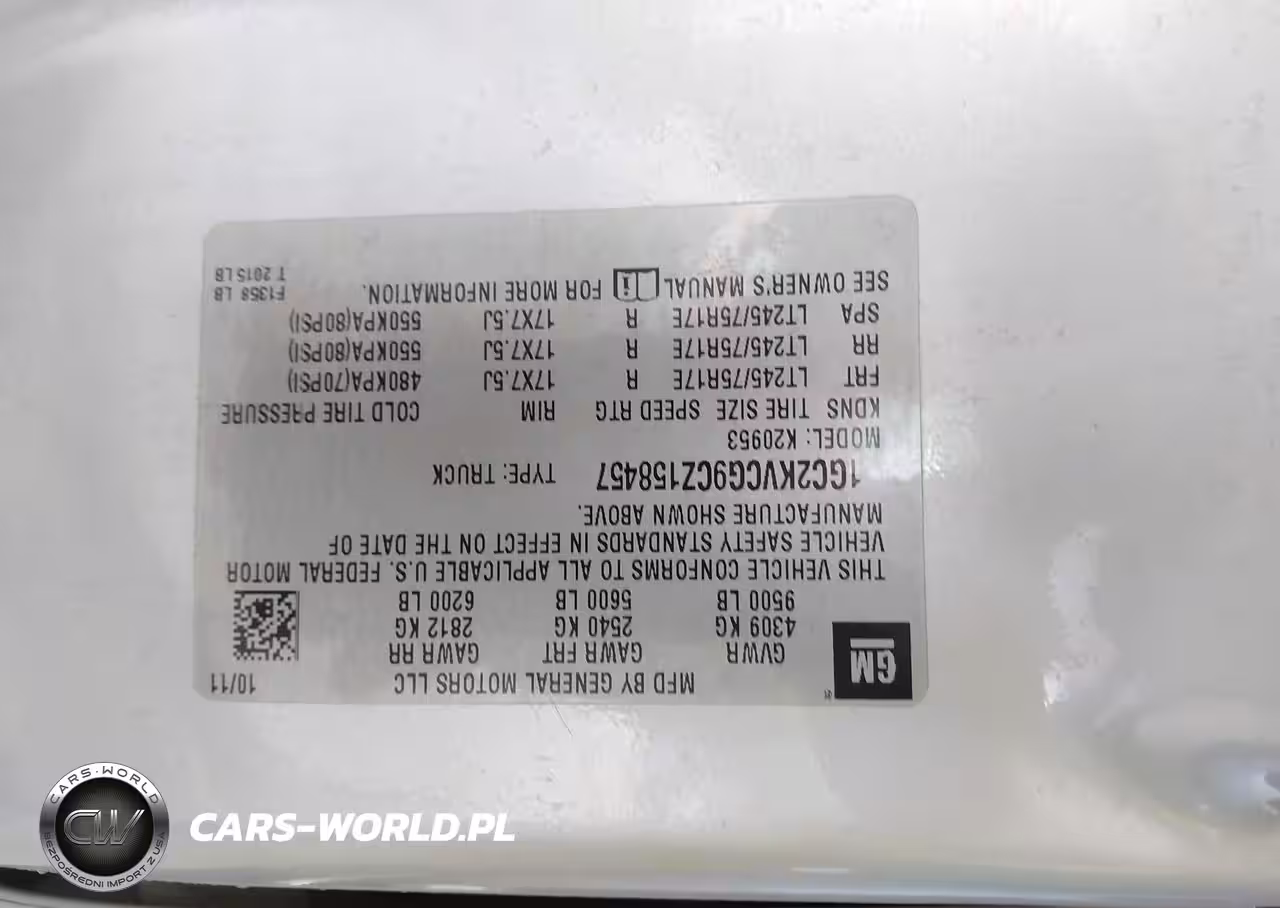 MFD BY GENERAL MOTORS LLC 10/11
GM
GVWR GAWR FRT GAWR RR
4309 KG 2540 KG 2812 KG
9500 LB 5600 LB 6200 LB
THIS VEHICLE CONFORMS TO ALL APPLICABLE U.S. FEDERAL MOTOR
VEHICLE SAFETY STANDARDS IN EFFECT ON THE DATE OF
MANUFACTURE SHOWN ABOVE.
1GC2KVCG9CZ158457 TYPE: TRUCK
MODEL: K20953
KDNS TIRE SIZE SPEED RTG RIM COLD TIRE PRESSURE
FRT LT245/75R17E R 17X7.5J 480KPA(70PSI)
RR LT245/75R17E R 17X7.5J 550KPA(80PSI)
SPA LT245/75R17E R 17X7.5J 550KPA(80PSI)
SEE OWNER'S MANUAL FOR MORE INFORMATION.
F1358 LB
T 2015 LB
CARS-WORLD
CW
BEZPOŚREDNI IMPORT Z USA
CARS-WORLD.PL